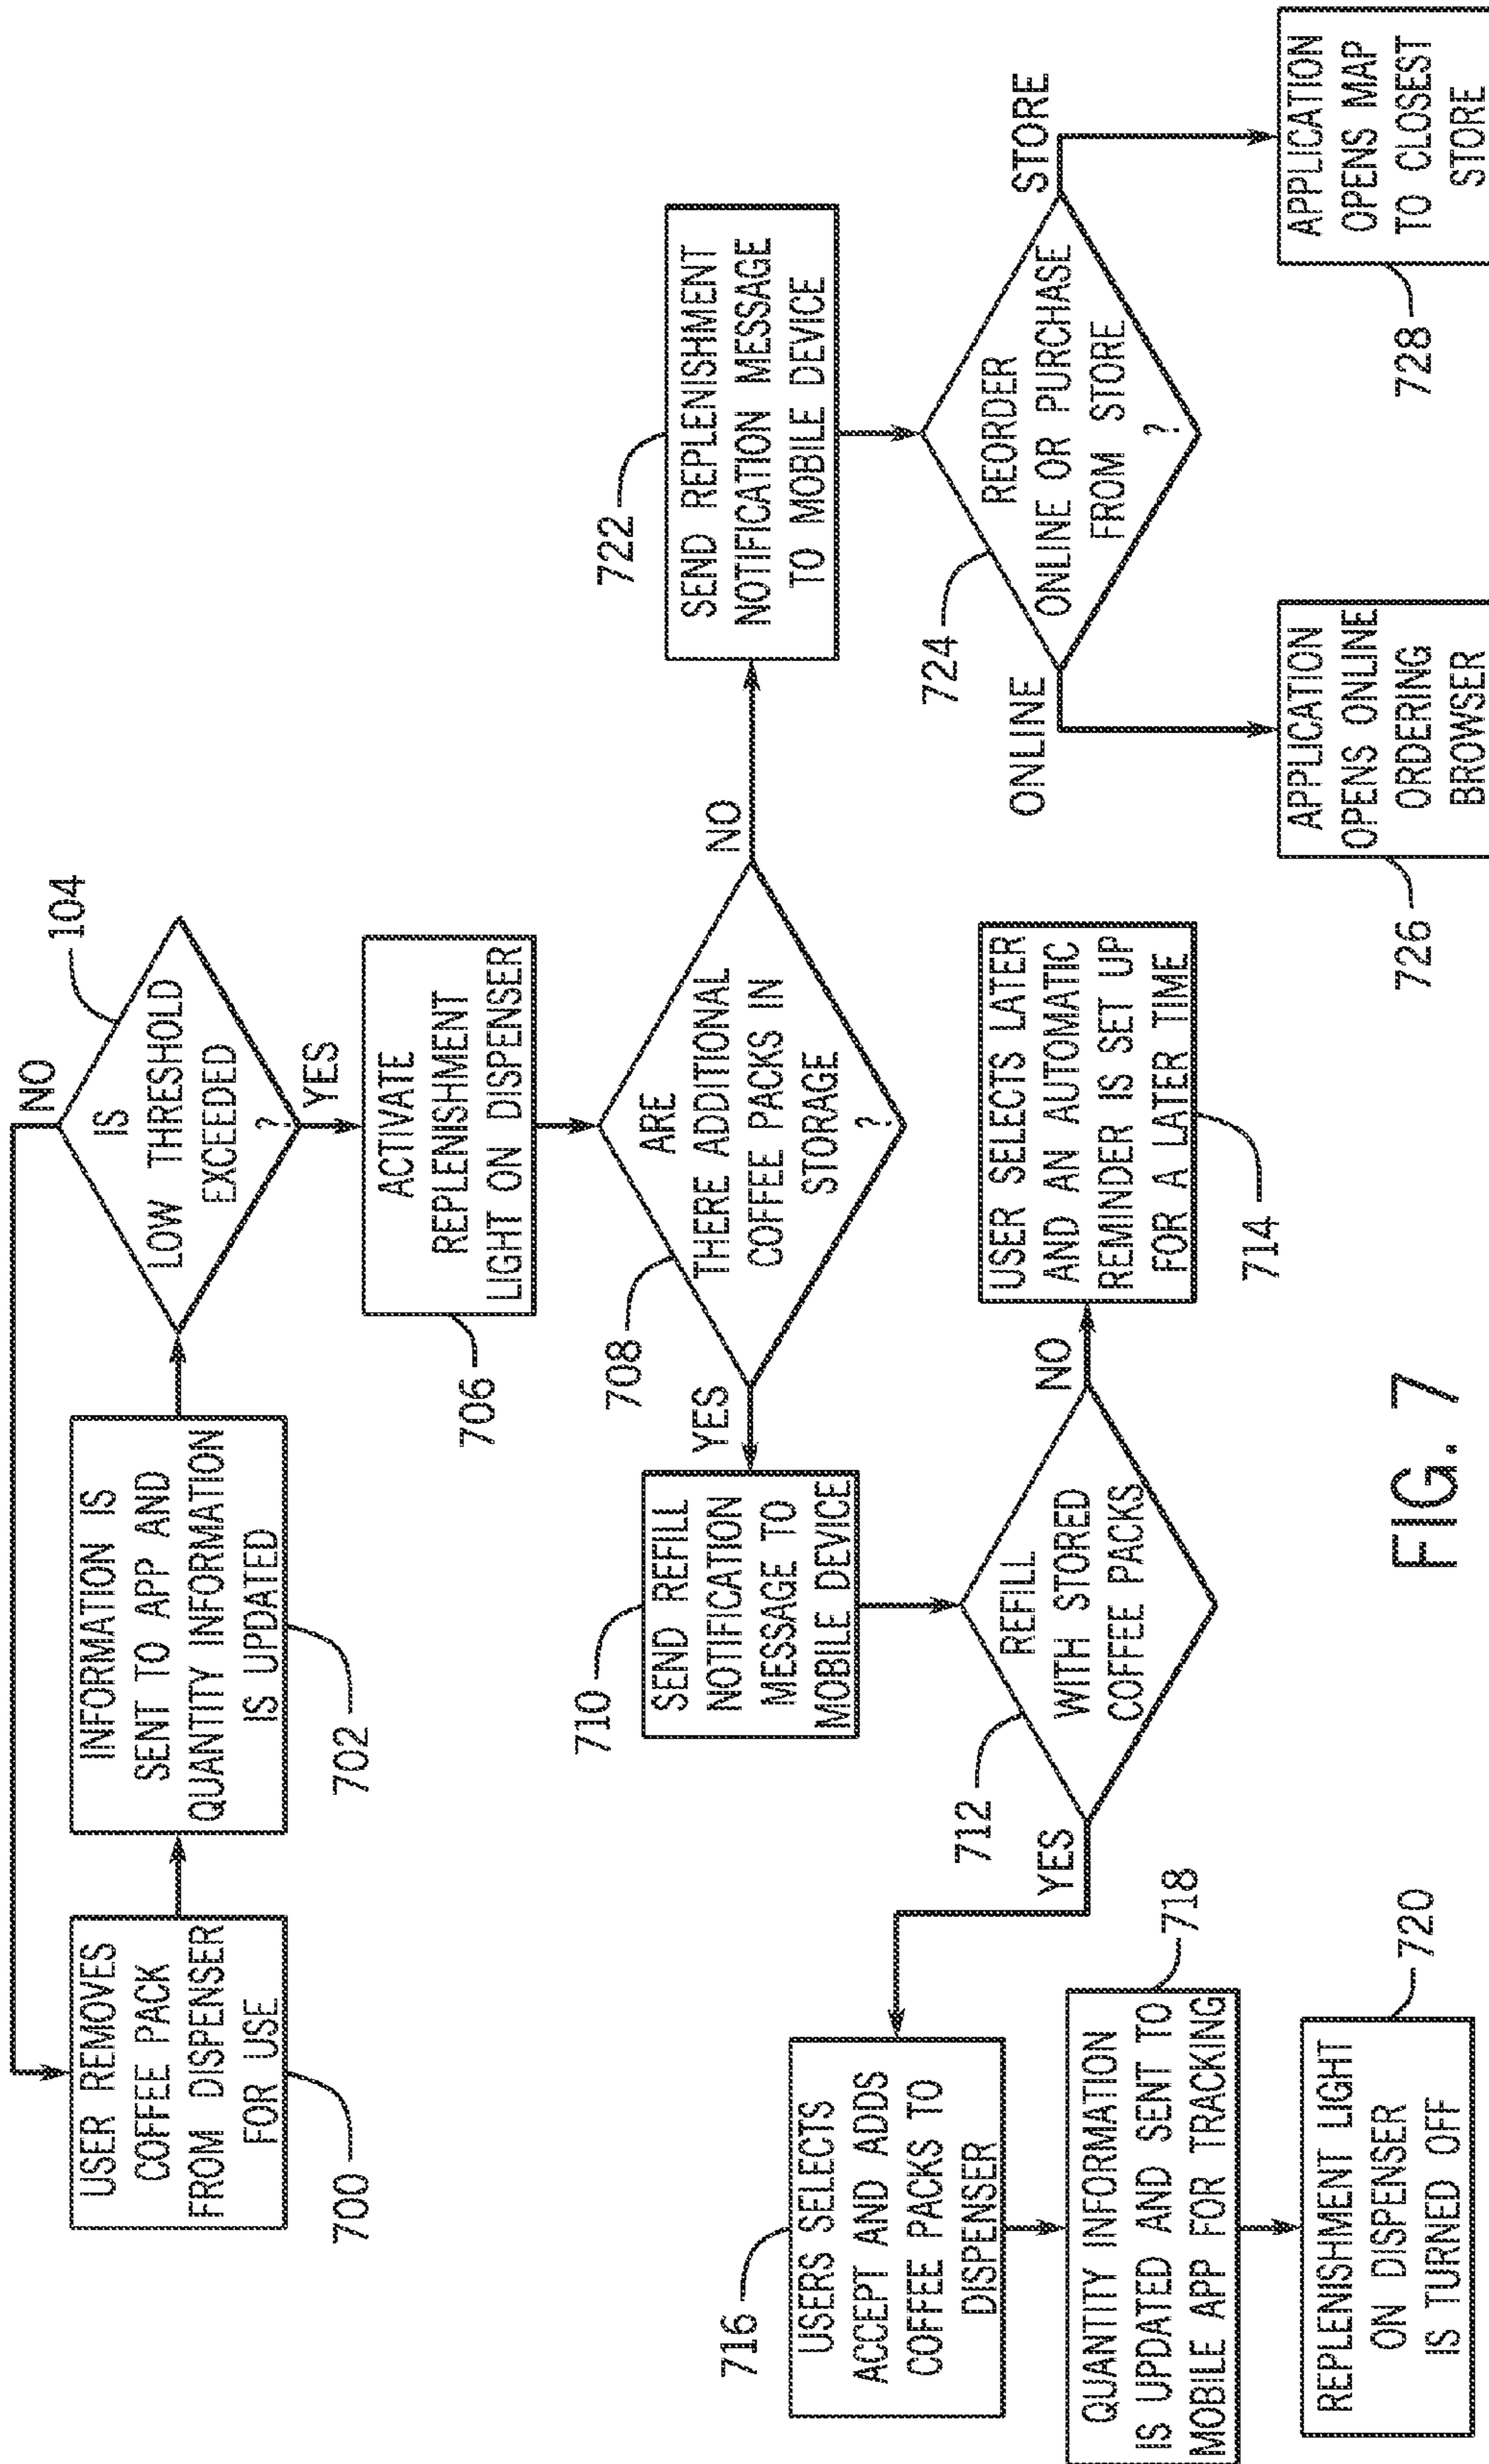 USER REMOVES
COFFEE PACK
FROM DISPENSER
FOR USE
700
INFORMATION IS
SENT TO APP AND
QUANTITY INFORMATION
IS UPDATED
702
NO
IS
LOW THRESHOLD
EXCEEDED
?
104
YES
ACTIVATE
REPLENISHMENT
LIGHT ON DISPENSER
706
ARE
THERE ADDITIONAL
COFFEE PACKS IN
STORAGE
?
708
YES
NO
710
SEND REFILL
NOTIFICATION
MESSAGE TO
MOBILE DEVICE
712
REFILL
WITH STORED
COFFEE PACKS
?
NO
USER SELECTS LATER
AND AN AUTOMATIC
REMINDER IS SET UP
FOR A LATER TIME
714
YES
716
USERS SELECTS
ACCEPT AND ADDS
COFFEE PACKS TO
DISPENSER
718
QUANTITY INFORMATION
IS UPDATED AND SENT TO
MOBILE APP FOR TRACKING
720
REPLENISHMENT LIGHT
ON DISPENSER
IS TURNED OFF
722
SEND REPLENISHMENT
NOTIFICATION MESSAGE
TO MOBILE DEVICE
724
REORDER
ONLINE OR PURCHASE
FROM STORE
?
ONLINE
STORE
APPLICATION
OPENS ONLINE
ORDERING
BROWSER
726
APPLICATION
OPENS MAP
TO CLOSEST
STORE
728
FIG. 7